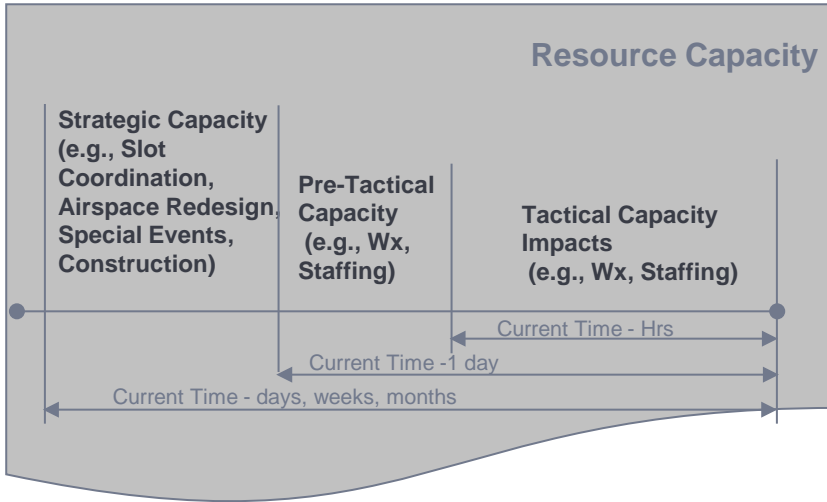 Resource Capacity
Strategic Capacity
(e.g., Slot
Coordination,
Airspace Redesign,
Special Events,
Construction)
Pre-Tactical
Capacity
(e.g., Wx,
Staffing)
Tactical Capacity
Impacts
(e.g., Wx, Staffing)
Current Time - Hrs
Current Time -1 day
Current Time - days, weeks, months